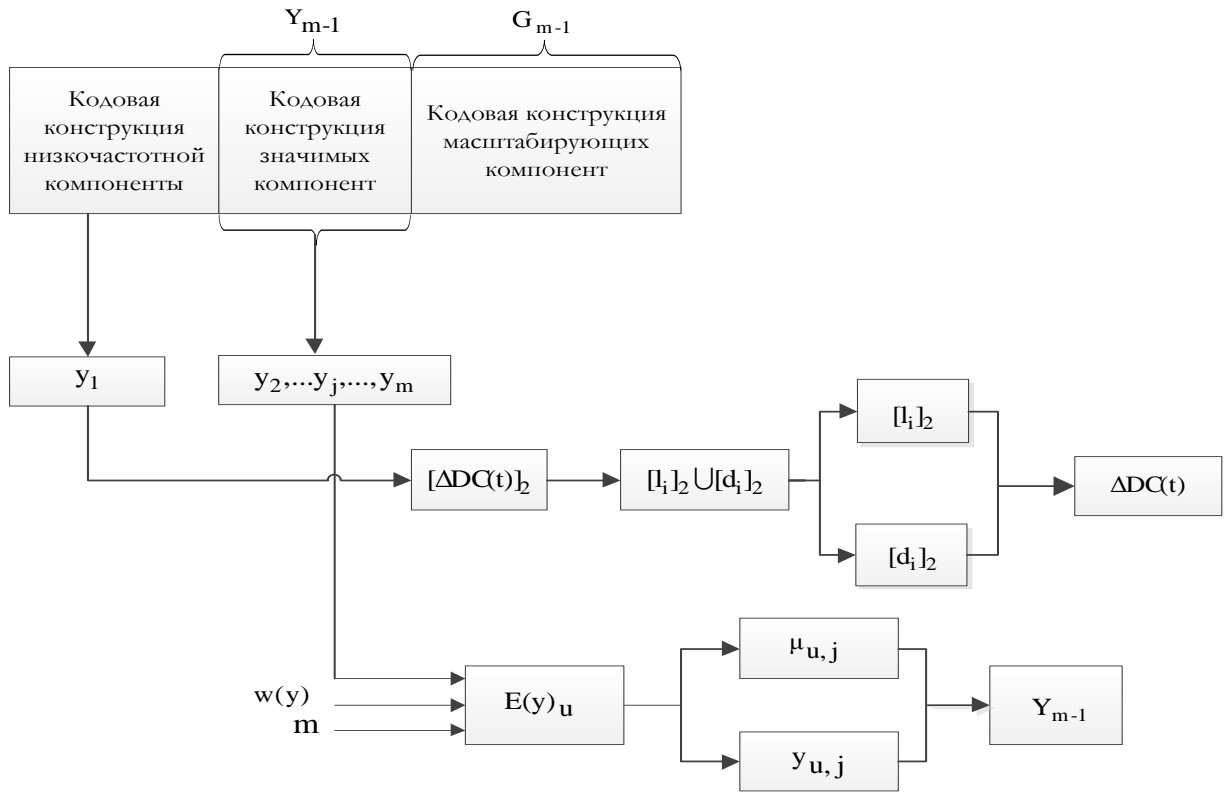 Y m-1
G m-1
Кодовая
конструкция
низкочастотной
компоненты
Кодовая
конструкция
значимых
компонент
Кодовая конструкция
масштабирующих
компонент
y1
y2,...yj,...,ym
[ΔDC(t)]2
[li]2 ∪ [di]2
[li]2
[di]2
ΔDC(t)
w(y)
m
E(y)u
μu, j
yu, j
Ym-1